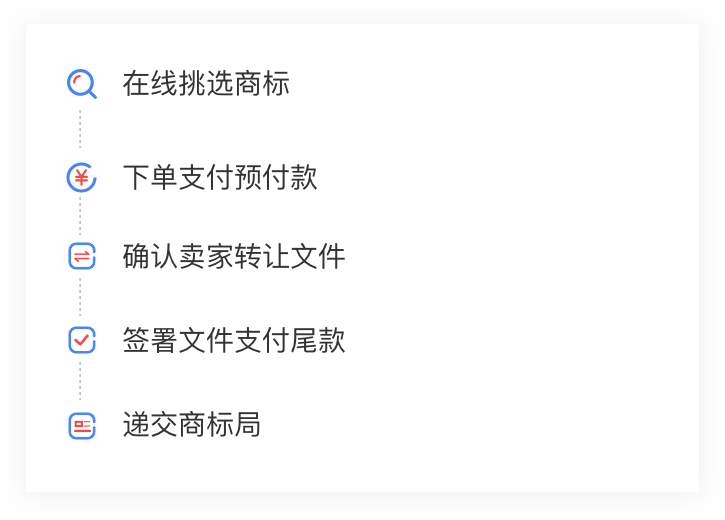 在线挑选商标
下单支付预付款
确认卖家转让文件
签署文件支付尾款
递交商标局